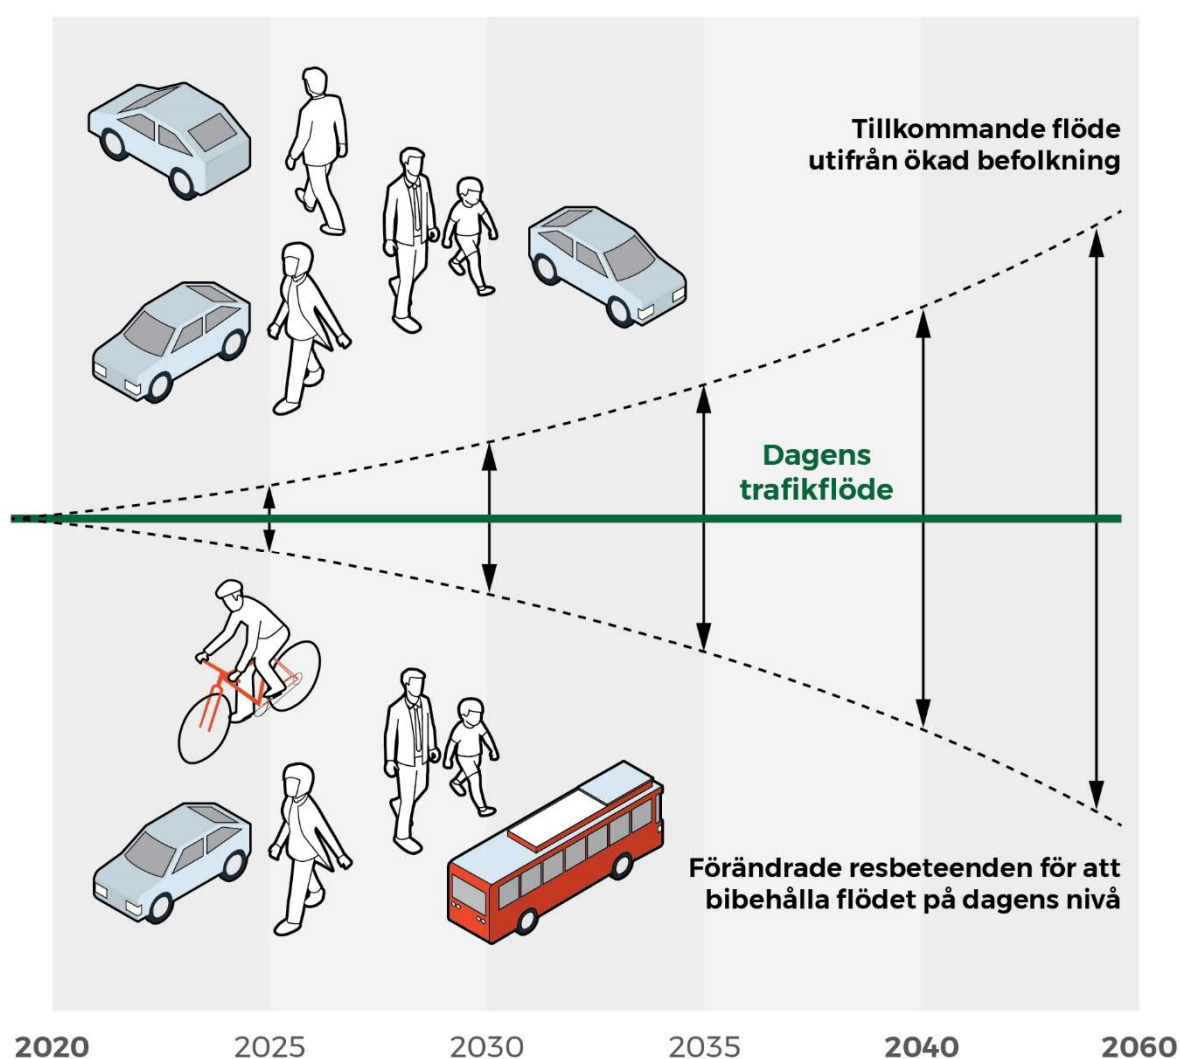 Tillkommande flöde
utifrån ökad befolkning
Dagens
trafikflöde
Förändrade resbeteenden för att
bibehålla flödet på dagens nivå
2020 2025 2030 2035 2040 2060